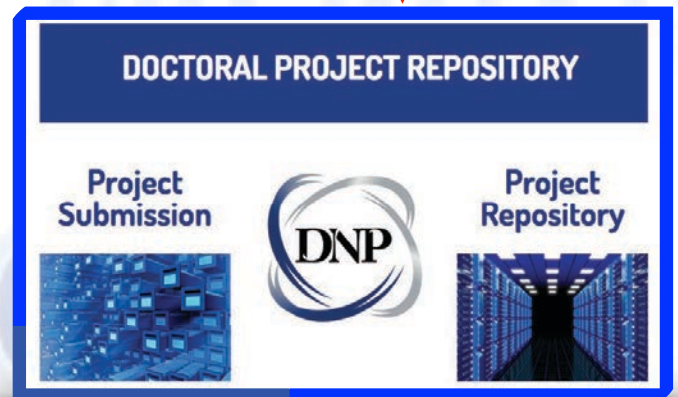 DOCTORAL PROJECT REPOSITORY
Project
Submission
DNP
Project
Repository